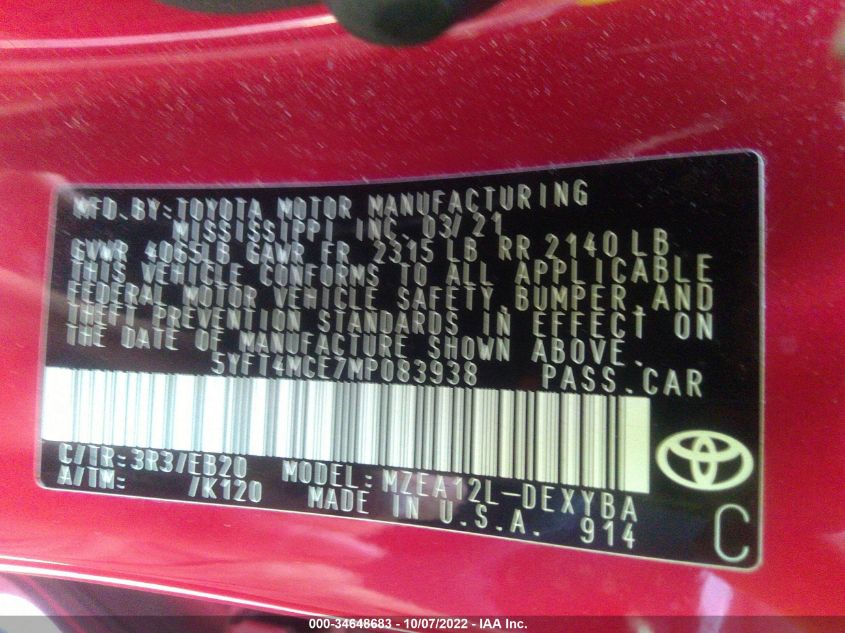 MFD.BY:TOYOTA MOTOR MANUFACTURING
MISSISSIPPI INC. 03/21
GVWR 4065LB GAWR FR 2315 LB RR 2140 LB
THIS VEHICLE CONFORMS TO ALL APPLICABLE
FEDERAL MOTOR VEHICLE SAFETY,BUMPER,AND
THEFT PREVENTION STANDARDS IN EFFECT ON
THE DATE OF MANUFACTURE SHOWN ABOVE.
5YFT4MCE7MP083938 PASS.CAR
C/TR:3R3/EB20 MODEL:MZEA12L-DEXYBA
A/TM: /K120 MADE IN U.S.A. 914
C
000-34648683 - 10/07/2022 - IAA Inc.